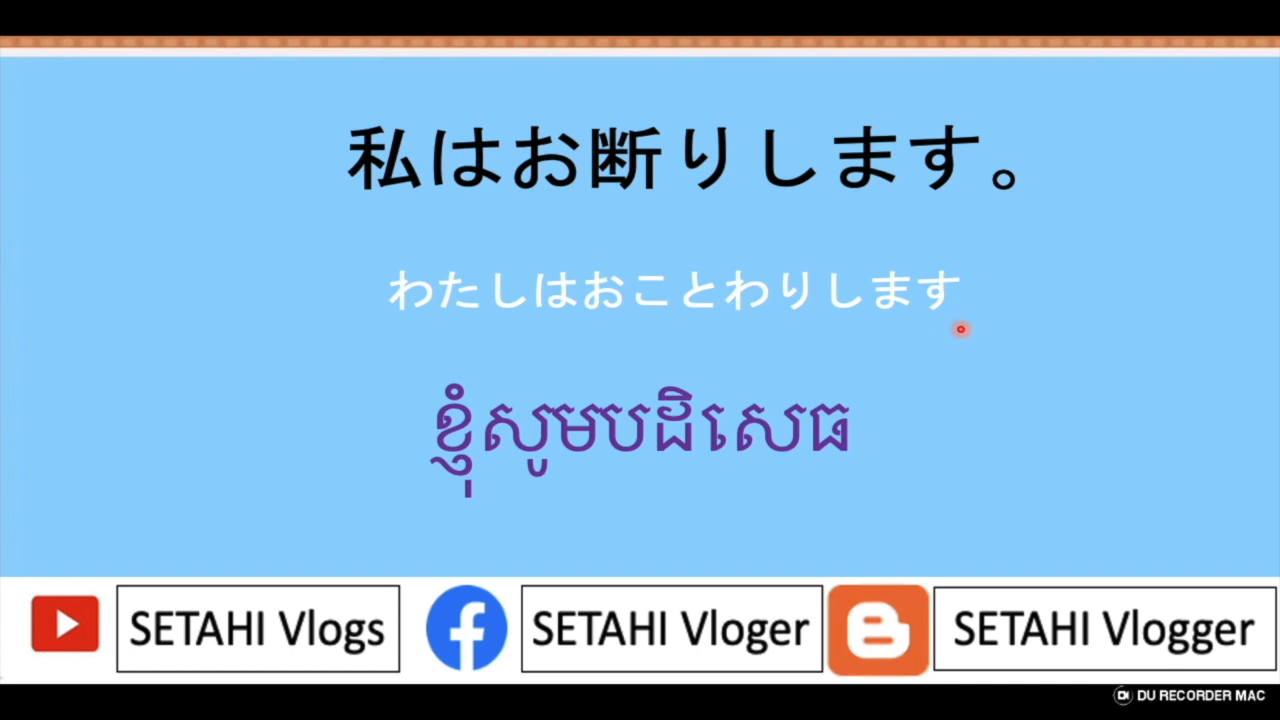 私はお断りします。
わたしはおことわりします
ខ្ញុំសូមបដិសេធ
SETAHI Vlogs
SETAHI Vloger
SETAHI Vlogger
DU RECORDER MAC